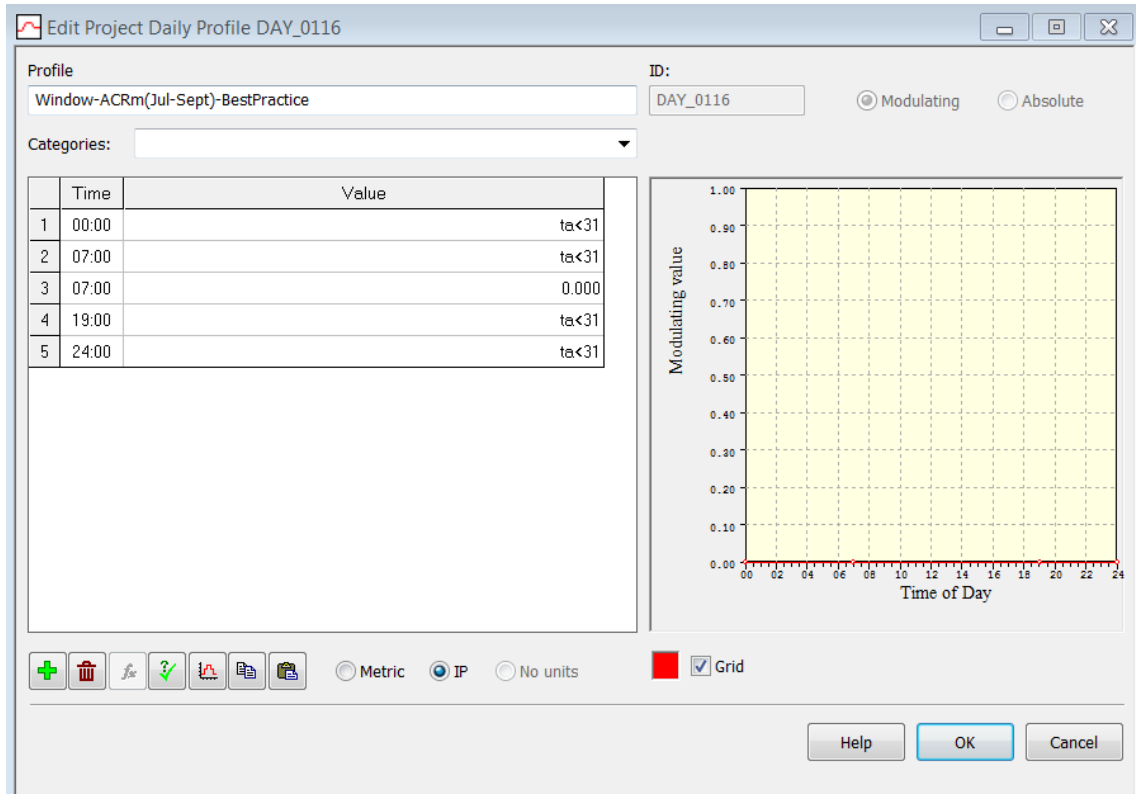 Edit Project Daily Profile DAY_0116
Profile
ID:
Window-ACRm(Jul-Sept)-BestPractice
DAY_0116
Modulating
Absolute
Categories:
Time Value
1 00:00 ta<31
2 07:00 ta<31
3 07:00 0.000
4 19:00 ta<31
5 24:00 ta<31
Modulating value
1.00
0.90
0.80
0.70
0.60
0.50
0.40
0.30
0.20
0.10
0.00
00 02 04 06 08 10 12 14 16 18 20 22 24
Time of Day
Metric
IP
No units
Grid
Help
OK
Cancel